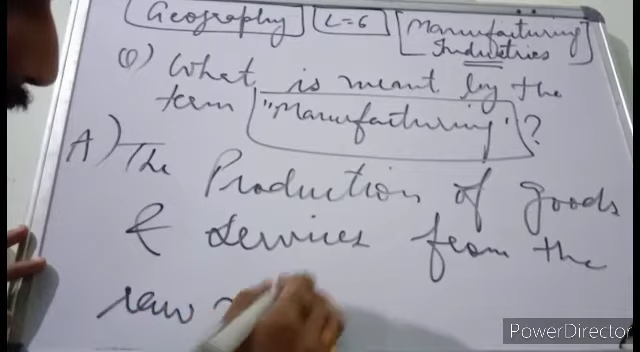 Geography L=6 Manufacturing
Industries
Q) What is meant by the
term "Manufacturing"?
A) The Production of goods
& services from the
raw
PowerDirector